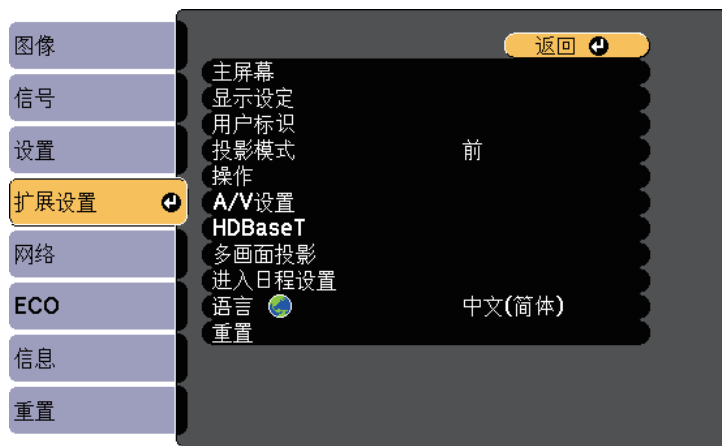 图像
信号
设置
扩展设置
网络
ECO
信息
重置
返回
主屏幕
显示设定
用户标识
投影模式 前
操作
A/V设置
HDBaseT
多画面投影
进入日程设置
语言 中文(简体)
重置